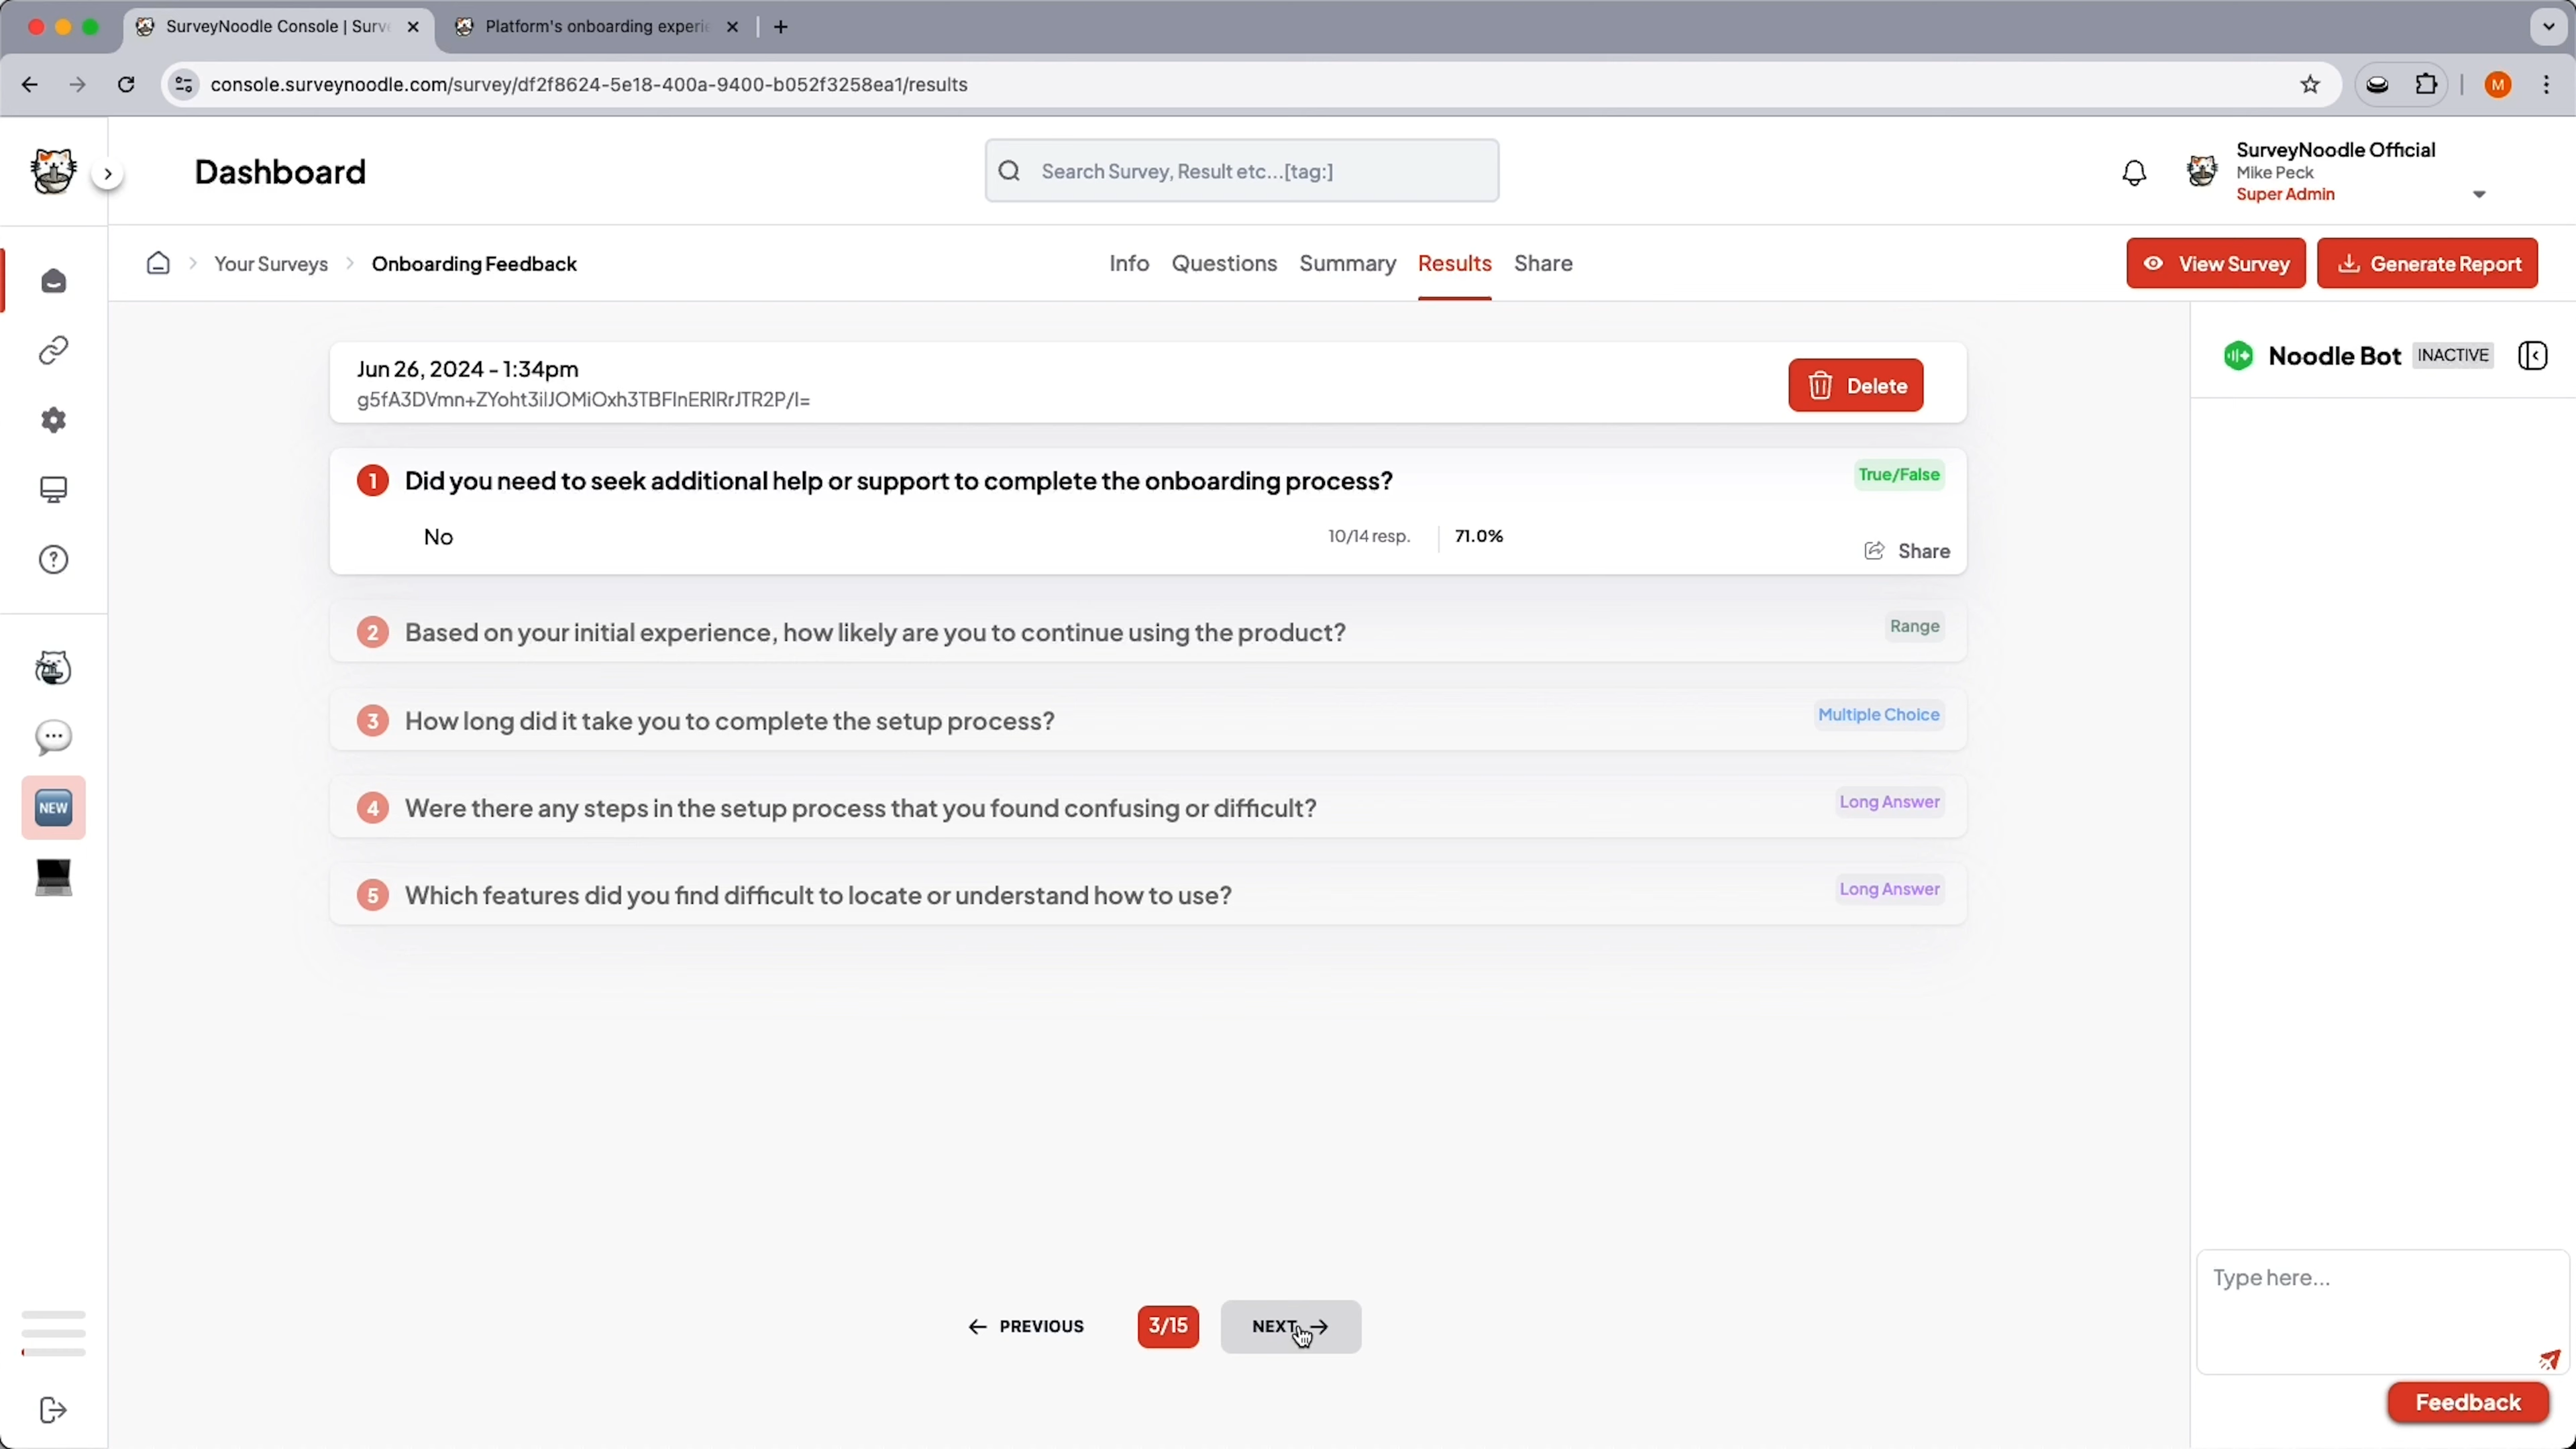 SurveyNoodle Console | Surve
Platform's onboarding experie
console.surveynoodle.com/survey/df2f8624-5e18-400a-9400-b052f3258ea1/results
M
Dashboard
Search Survey, Result etc...[tag:]
SurveyNoodle Official
Mike Peck
Super Admin
Your Surveys
Onboarding Feedback
Info
Questions
Summary
Results
Share
View Survey
Generate Report
Jun 26, 2024 - 1:34pm
Delete
1 Did you need to seek additional help or support to complete the onboarding process?
True/False
No
10/14 resp.
71.0%
Share
2 Based on your initial experience, how likely are you to continue using the product?
Range
3 How long did it take you to complete the setup process?
Multiple Choice
4 Were there any steps in the setup process that you found confusing or difficult?
Long Answer
5 Which features did you find difficult to locate or understand how to use?
Long Answer
PREVIOUS
3/15
NEXT
Noodle Bot
INACTIVE
Type here...
Feedback
NEW